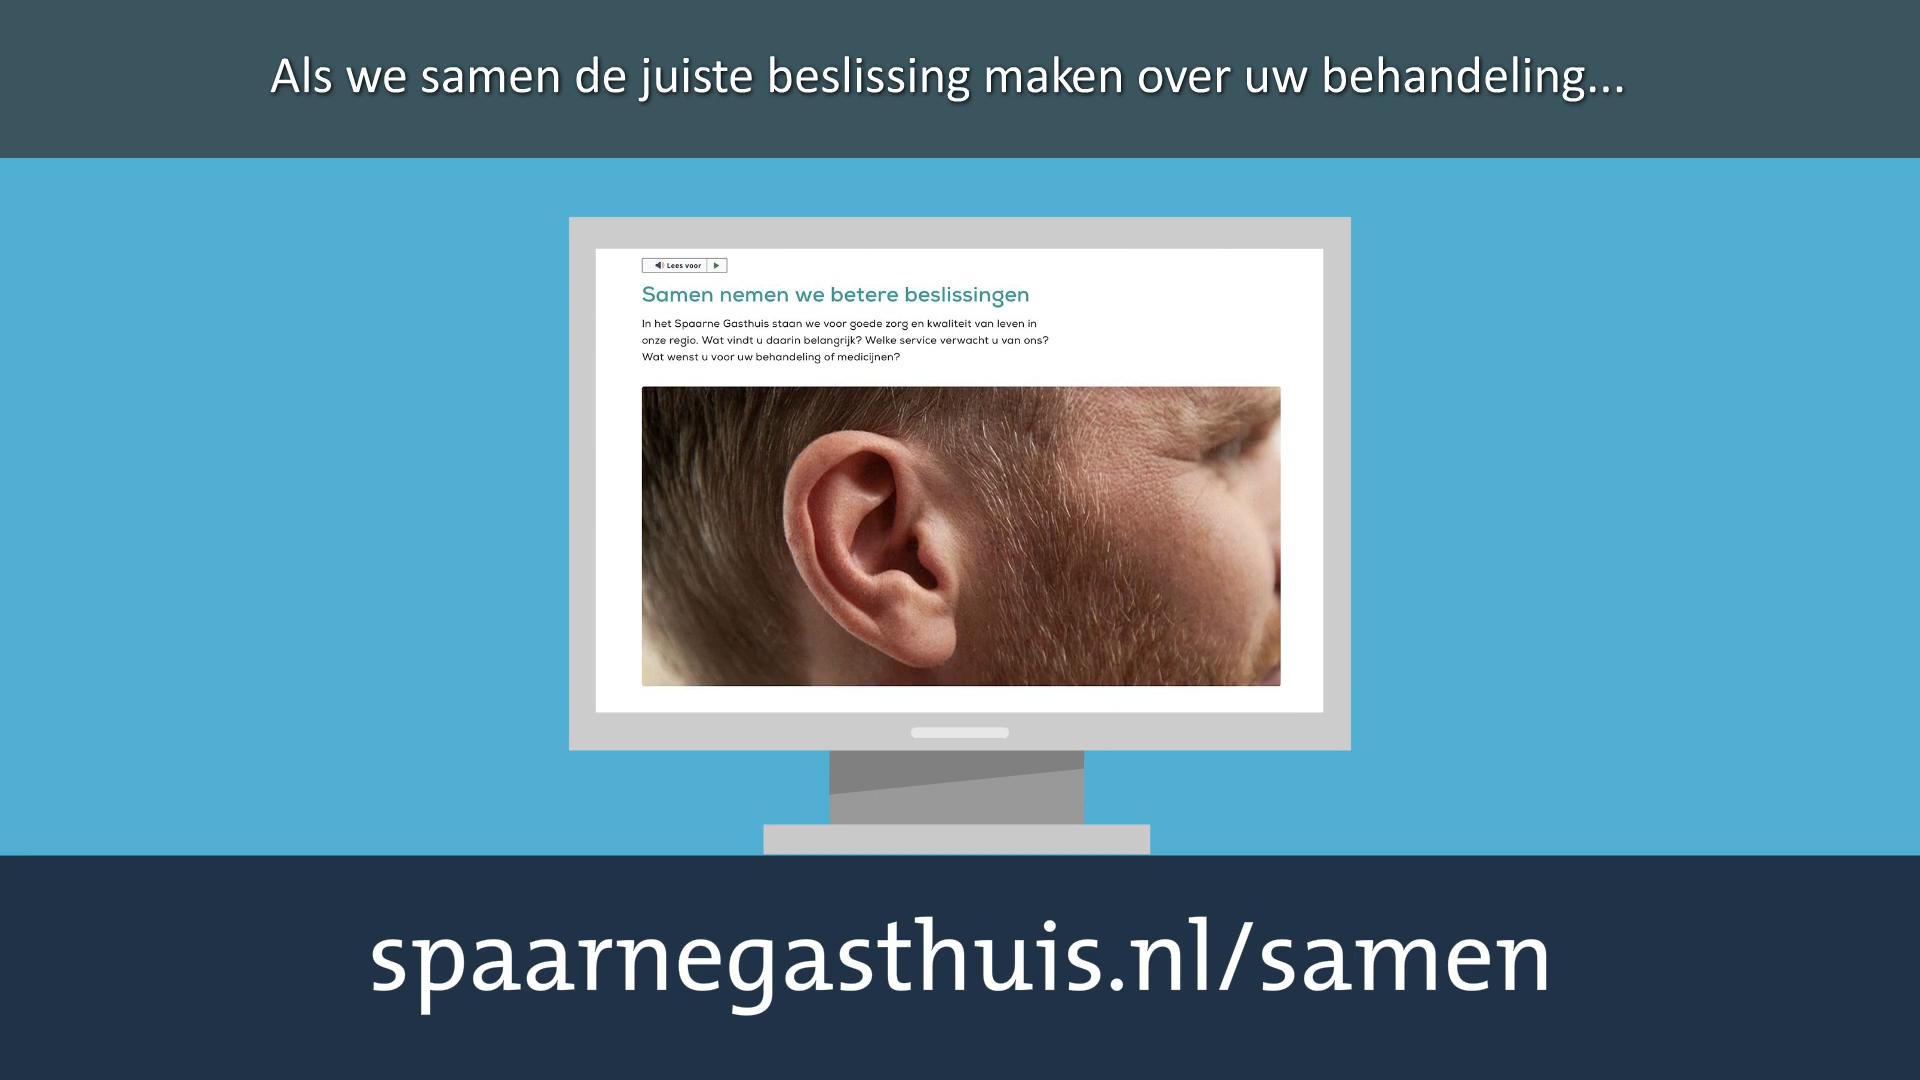 Als we samen de juiste beslissing maken over uw behandeling...
Lees voor
Samen nemen we betere beslissingen
In het Spaarne Gasthuis staan we voor goede zorg en kwaliteit van leven in
onze regio. Wat vindt u daarin belangrijk? Welke service verwacht u van ons?
Wat wenst u voor uw behandeling of medicijnen?
spaarnegasthuis.nl/samen